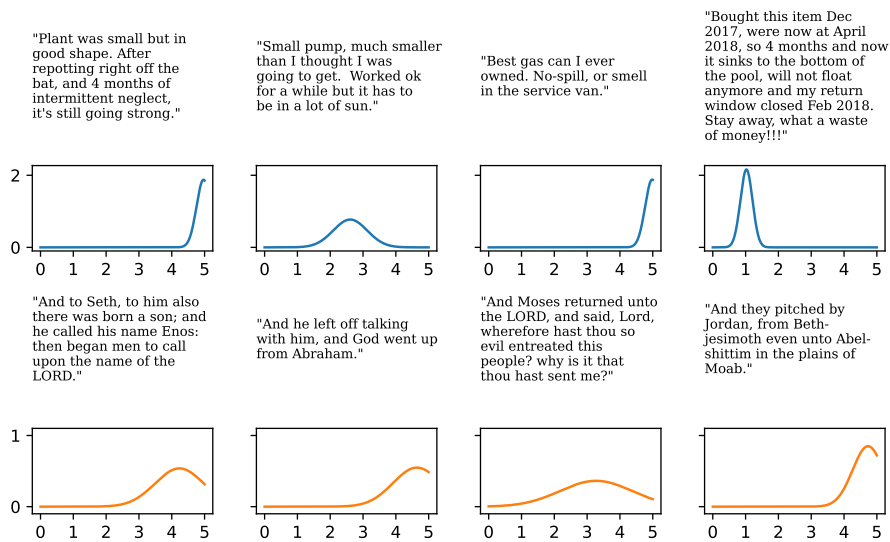 "Plant was small but in
good shape. After
repotting right off the
bat, and 4 months of
intermittent neglect,
it's still going strong."
"Small pump, much smaller
than I thought I was
going to get.  Worked ok
for a while but it has to
be in a lot of sun."
"Best gas can I ever
owned. No-spill, or smell
in the service van."
"Bought this item Dec
2017, were now at April
2018, so 4 months and now
it sinks to the bottom of
the pool, will not float
anymore and my return
window closed Feb 2018.
Stay away, what a waste
of money!!!"
2
0
0 1 2 3 4 5
0 1 2 3 4 5
0 1 2 3 4 5
0 1 2 3 4 5
"And to Seth, to him also
there was born a son; and
he called his name Enos:
then began men to call
upon the name of the
LORD."
"And he left off talking
with him, and God went up
from Abraham."
"And Moses returned unto
the LORD, and said, Lord,
wherefore hast thou so
evil entreated this
people? why is it that
thou hast sent me?"
"And they pitched by
Jordan, from Beth-
jesimoth even unto Abel-
shittim in the plains of
Moab."
1
0
0 1 2 3 4 5
0 1 2 3 4 5
0 1 2 3 4 5
0 1 2 3 4 5